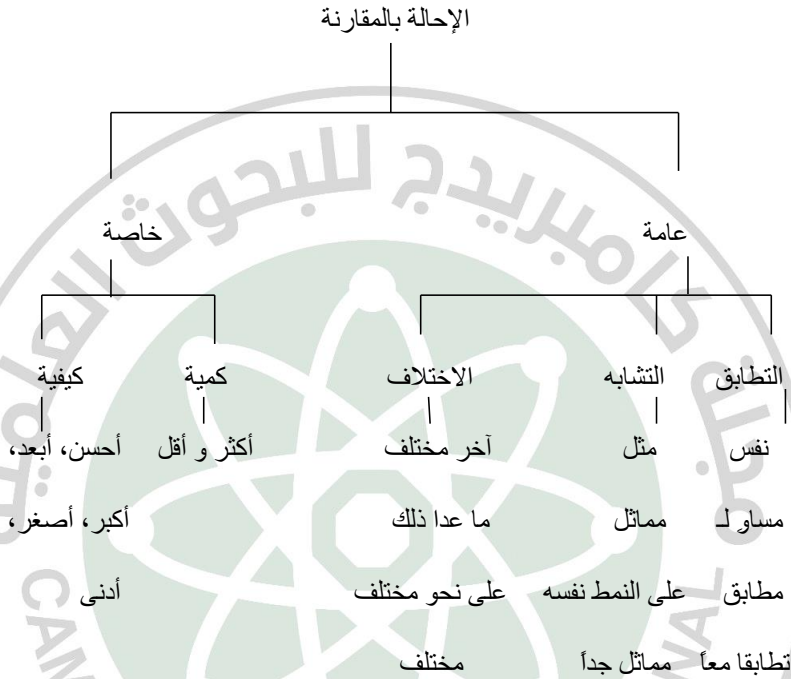 الإحالة بالمقارنة
عامة خاصة
التطابق التشابه الاختلاف كمية كيفية
نفس مثل آخر مختلف أكثر و أقل أحسن، أبعد،
مساو لـ مماثل ما عدا ذلك أكبر، أصغر،
مطابق على النمط نفسه على نحو مختلف أدنى
تطابقا معاً مماثل جداً مختلف
كامبريدج للبحوث